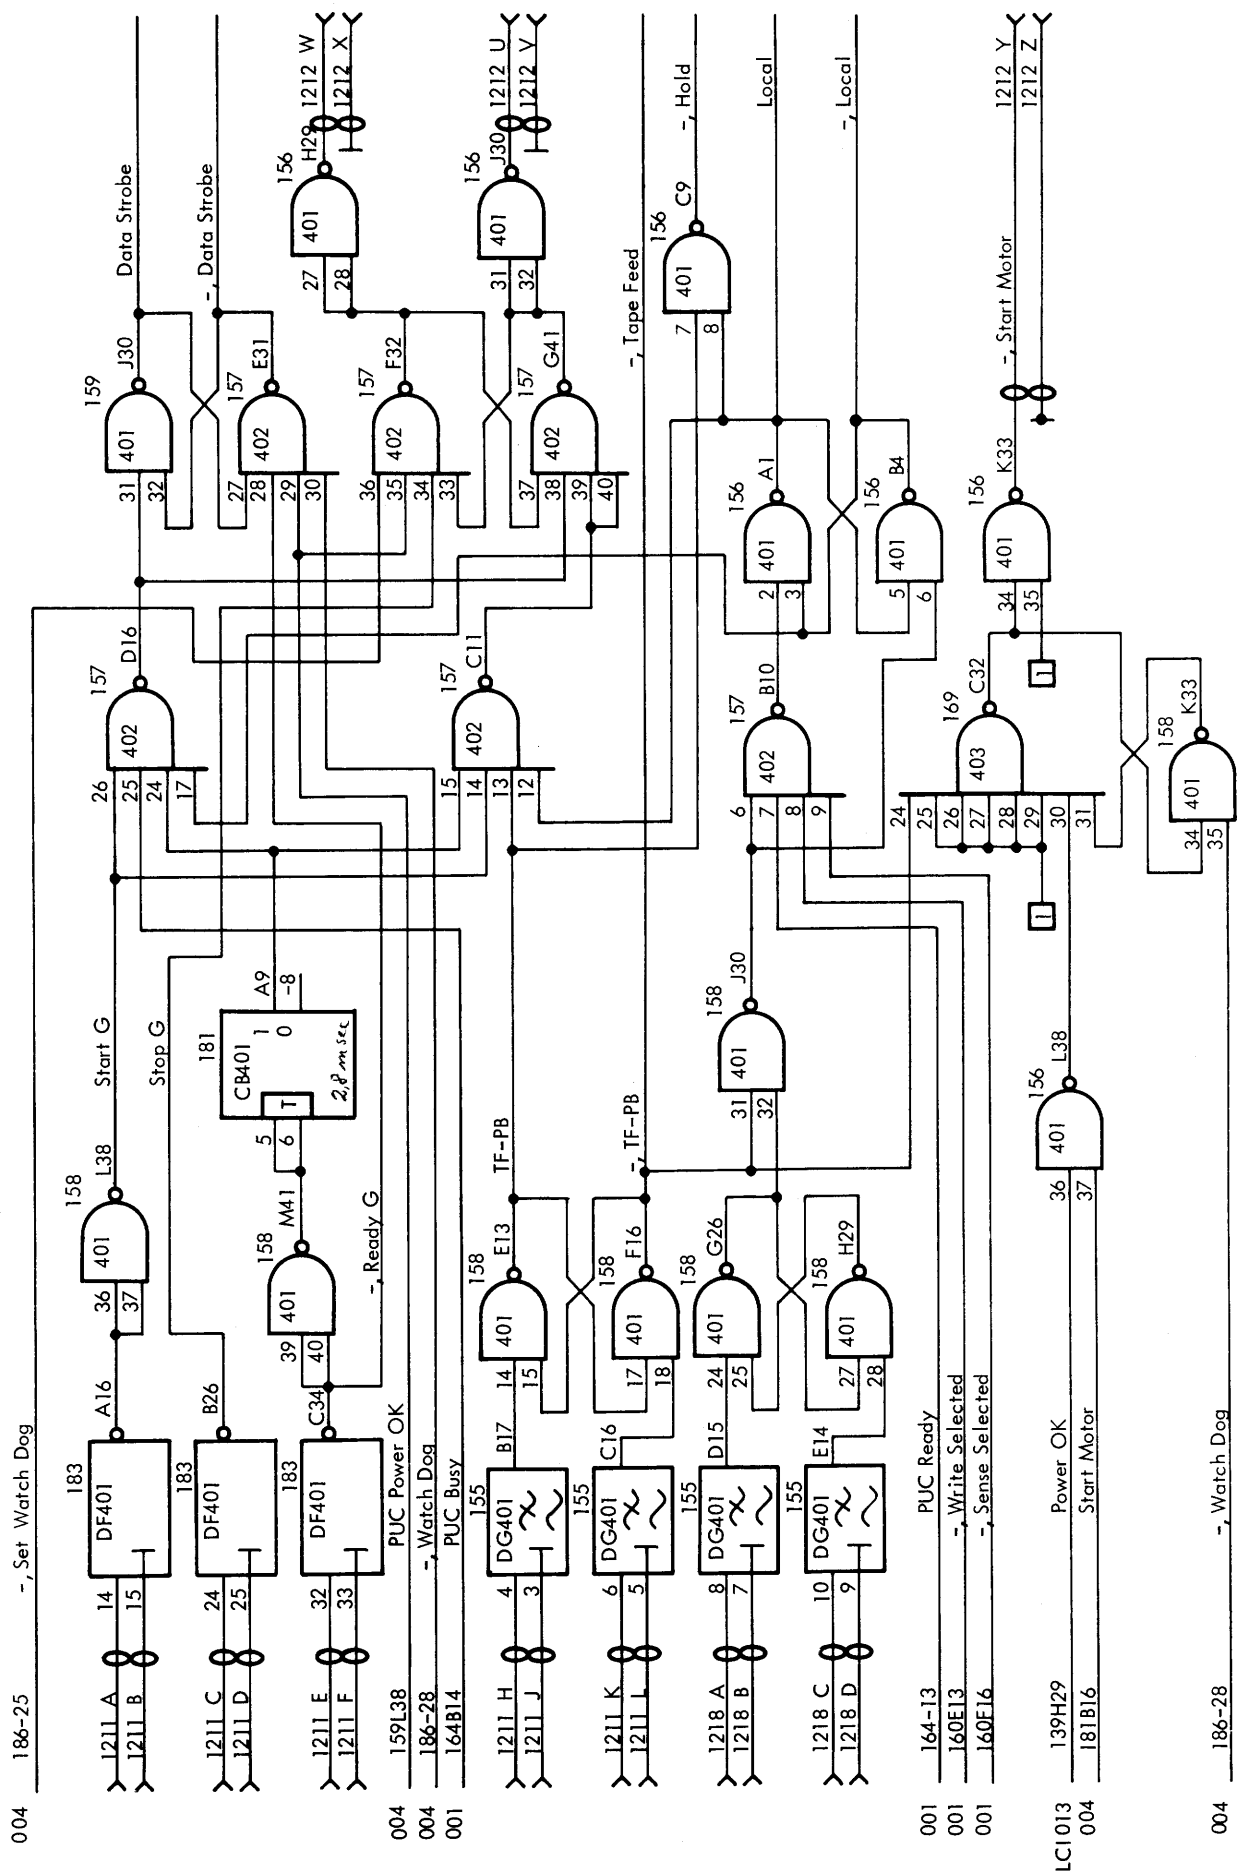 004 186-25 -, Set Watch Dog
1211 A 14
1211 B 15
DF401 183 A16
36
37
401 158 L38 Start G
1211 C 24
1211 D 25
DF401 183 B26 Stop G
1211 E 32
1211 F 33
DF401 183 C34
39
40
401 158 M41
-, Ready G
5
6
T CB401 181
1
0
2,8 msec
A9
-8
26
25
24
17
402 157 D16
31
32
401 159 J30 Data Strobe
27
28
29
30
402 157 E31 -, Data Strobe
36
35
34
33
402 157 F32
27
28
401 156 H29 1212 W
1212 X
004 159L38 PUC Power OK
004 186-28 -, Watch Dog
001 164B14 PUC Busy
15
14
13
12
402 157 C11
37
38
39
40
402 157 G41
31
32
401 156 J30 1212 U
1212 V
1211 H 4
1211 J 3
DG401 155 B17
14
15
401 158 E13 TF-PB
1211 K 6
1211 L 5
DG401 155 C16
17
18
401 158 F16 -, TF-PB
-, Tape Feed
7
8
401 156 C9 -, Hold
1218 A 8
1218 B 7
DG401 155 D15
24
25
401 158 G26
31
32
401 158 J30
6
7
8
9
402 157 B10
2
3
401 156 A1 Local
1218 C 10
1218 D 9
DG401 155 E14
27
28
401 158 H29
5
6
401 156 B4 -, Local
001 164-13 PUC Ready
001 160E13 -, Write Selected
001 160F16 -, Sense Selected
24
25
26
27
28
29
30
31
403 169 C32
1
1
34
35
401 156 K33 -, Start Motor 1212 Y
1212 Z
LC1013 139H29 Power OK
004 181B16 Start Motor
36
37
401 156 L38
34
35
401 158 K33
004 186-28 -, Watch Dog